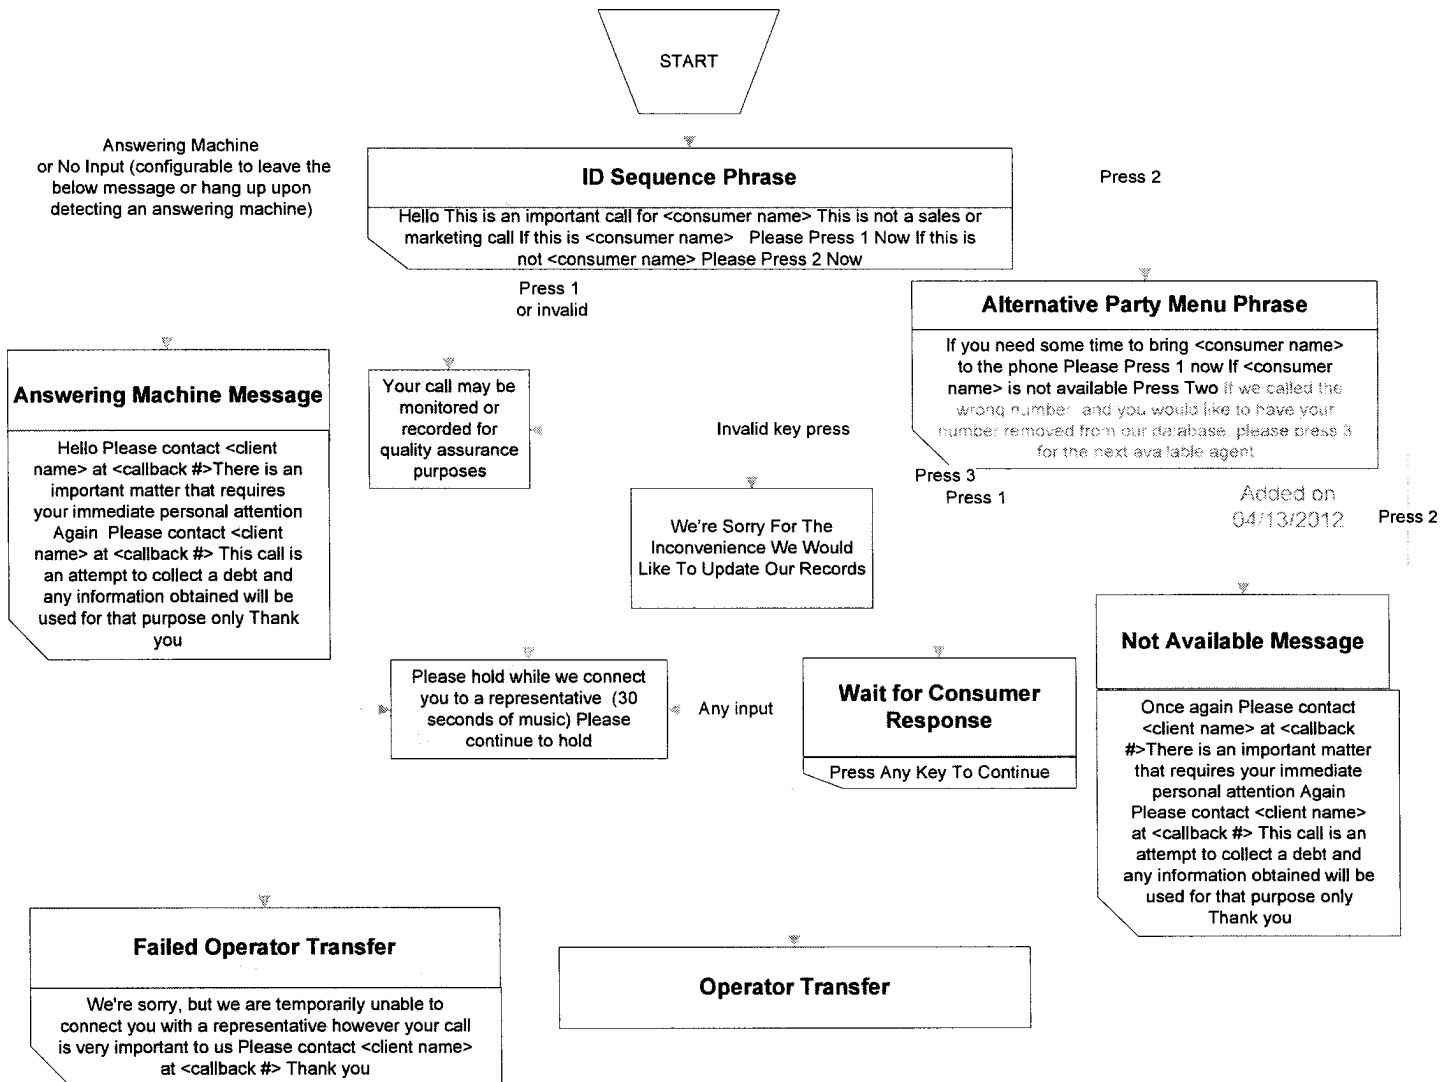 START
Answering Machine
or No Input (configurable to leave the
below message or hang up upon
detecting an answering machine)
ID Sequence Phrase
Hello This is an important call for <consumer name> This is not a sales or
marketing call If this is <consumer name> Please Press 1 Now If this is
not <consumer name> Please Press 2 Now
Press 2
Press 1
or invalid
Alternative Party Menu Phrase
If you need some time to bring <consumer name>
to the phone Please Press 1 now If <consumer
name> is not available Press Two If we called the
wrong number and you would like to have your
number removed from our database, please press 3
for the next available agent
Answering Machine Message
Hello Please contact <client
name> at <callback #>There is an
important matter that requires
your immediate personal attention
Again Please contact <client
name> at <callback #> This call is
an attempt to collect a debt and
any information obtained will be
used for that purpose only Thank
you
Your call may be
monitored or
recorded for
quality assurance
purposes
Invalid key press
Press 3
Press 1
Added on
04/13/2012
Press 2
We're Sorry For The
Inconvenience We Would
Like To Update Our Records
Not Available Message
Once again Please contact
<client name> at <callback
#>There is an important matter
that requires your immediate
personal attention Again
Please contact <client name>
at <callback #> This call is an
attempt to collect a debt and
any information obtained will be
used for that purpose only
Thank you
Please hold while we connect
you to a representative (30
seconds of music) Please
continue to hold
Any input
Wait for Consumer
Response
Press Any Key To Continue
Failed Operator Transfer
We're sorry, but we are temporarily unable to
connect you with a representative however your call
is very important to us Please contact <client name>
at <callback #> Thank you
Operator Transfer